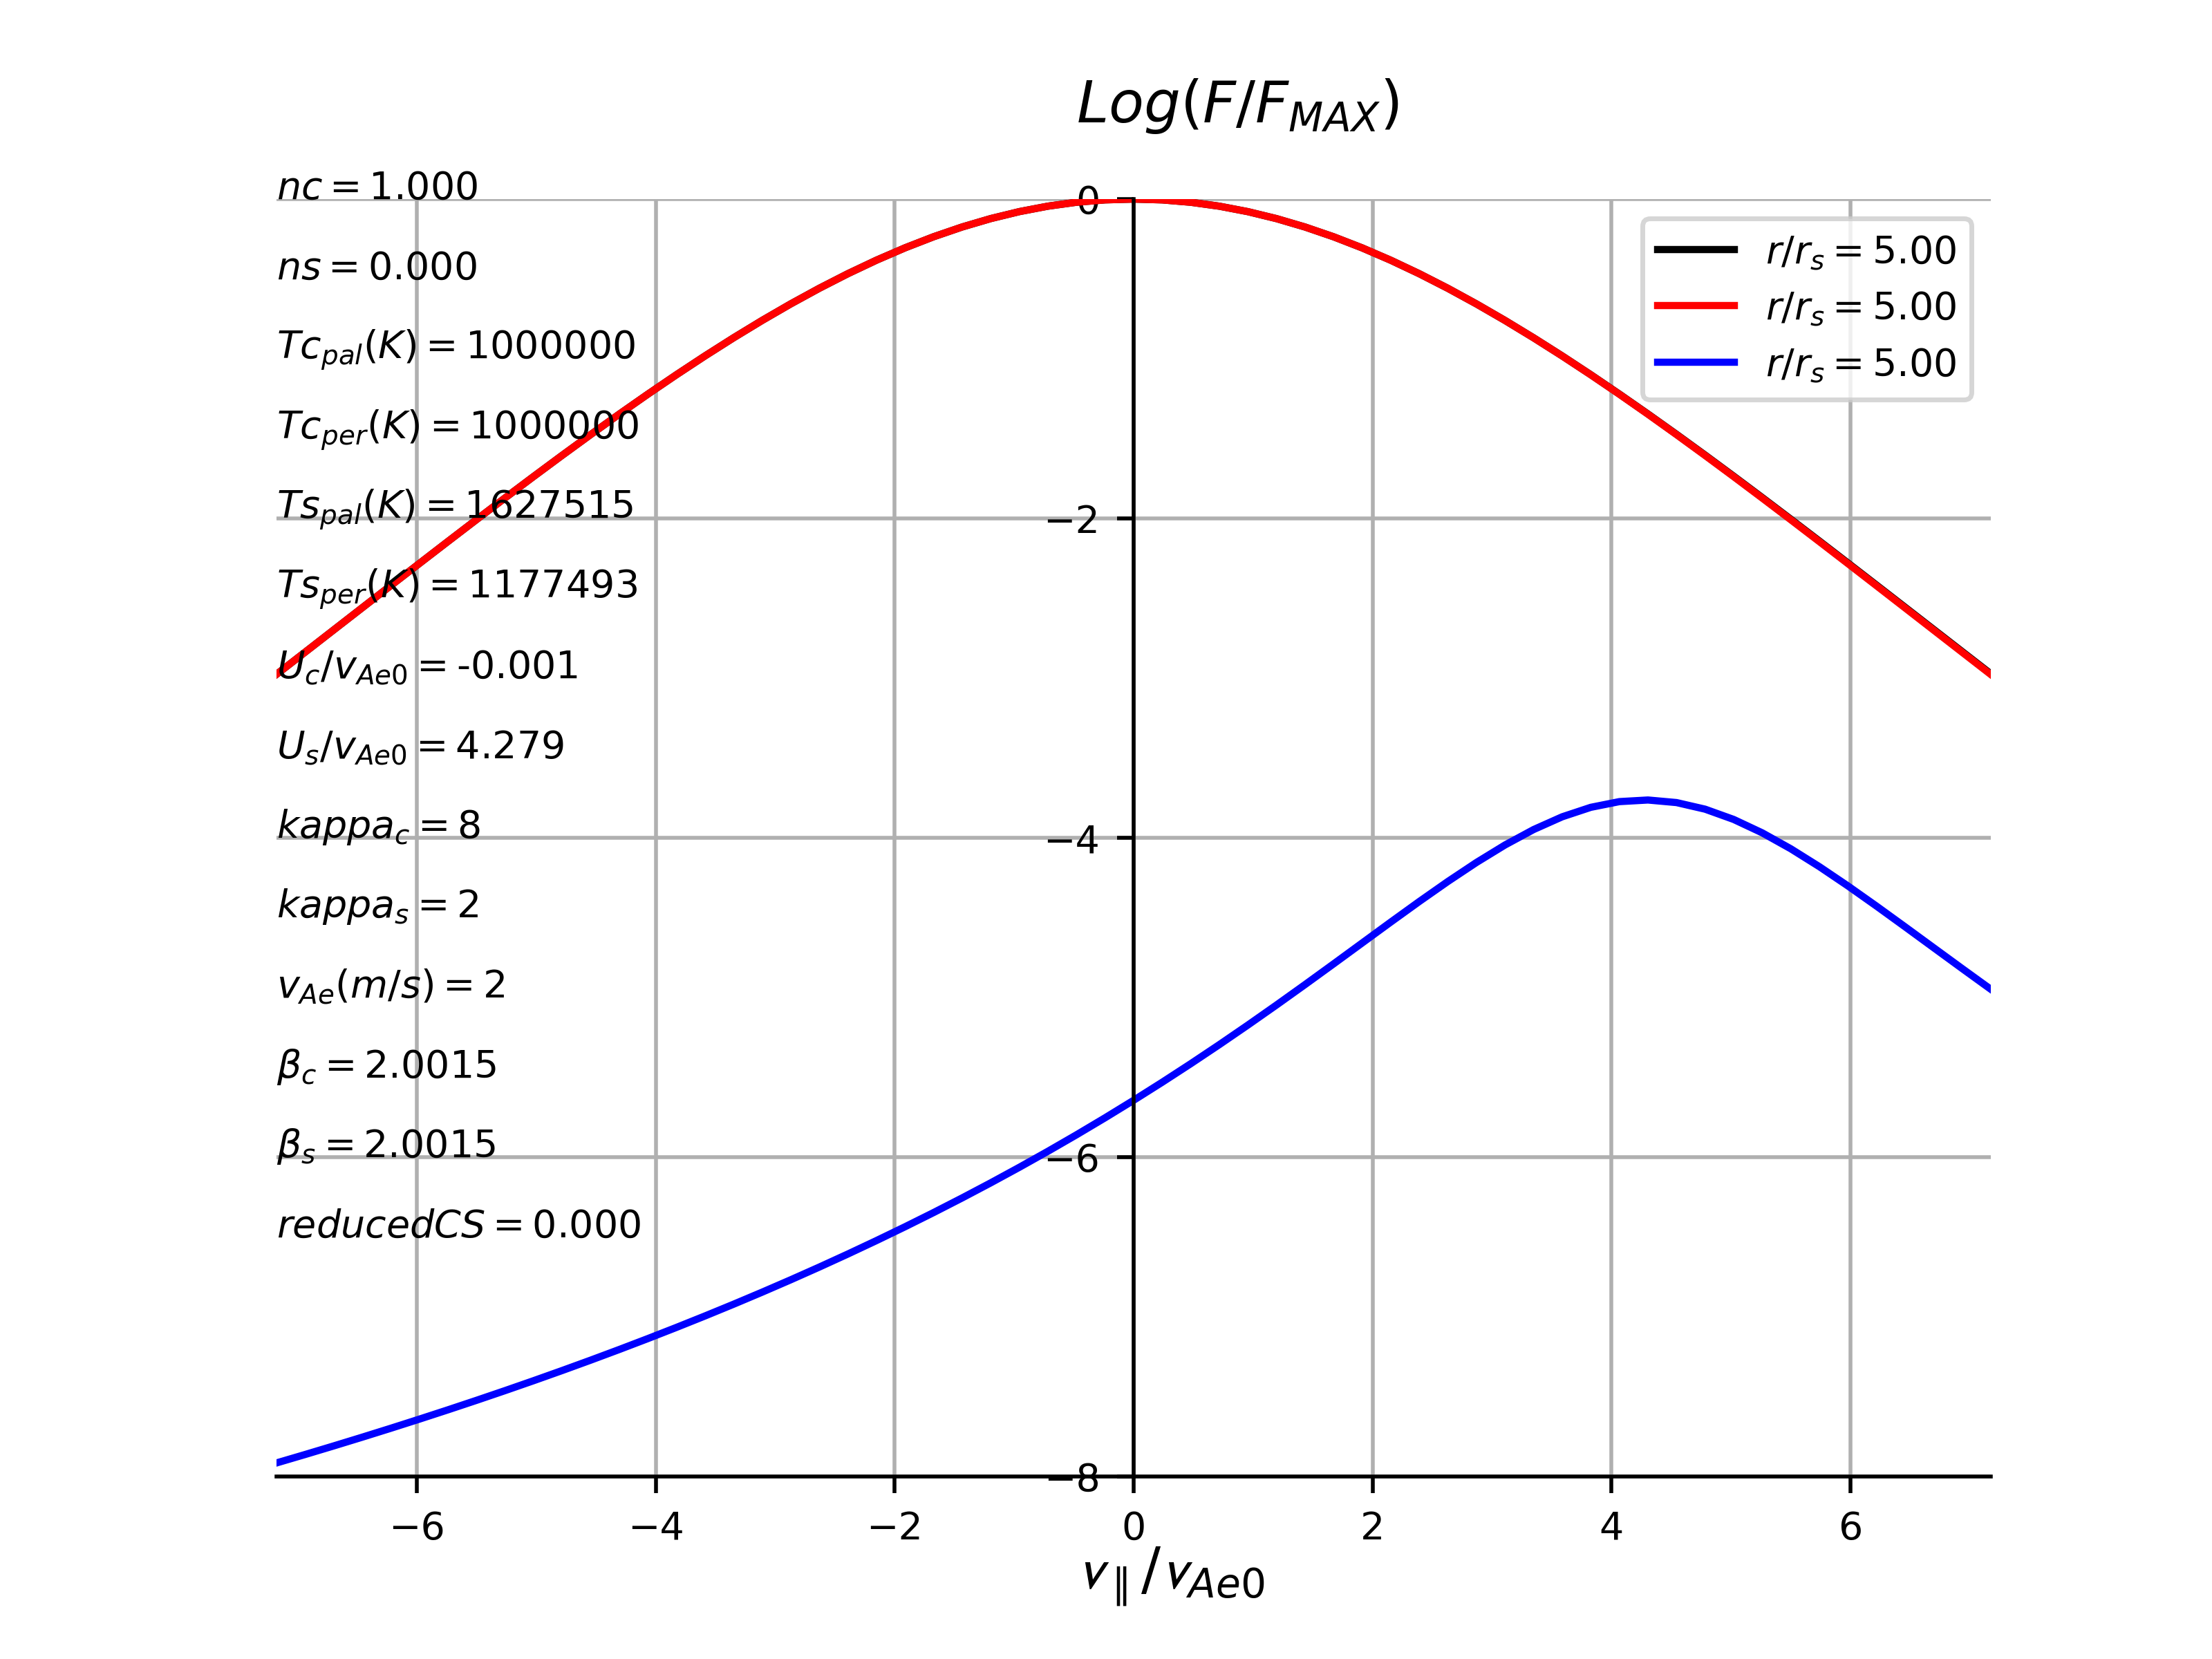 Log(F/F_MAX)
nc = 1.000
ns = 0.000
Tc_pal(K) = 1000000
Tc_per(K) = 1000000
Ts_pal(K) = 1627515
Ts_per(K) = 1177493
U_c/v_Ae0 = -0.001
U_s/v_Ae0 = 4.279
kappa_c = 8
kappa_s = 2
v_Ae(m/s) = 2
β_c = 2.0015
β_s = 2.0015
reducedCS = 0.000
0
−2
−4
−6
−8
r/r_s = 5.00
r/r_s = 5.00
r/r_s = 5.00
−6 −4 −2 0 2 4 6
v_∥/v_Ae0